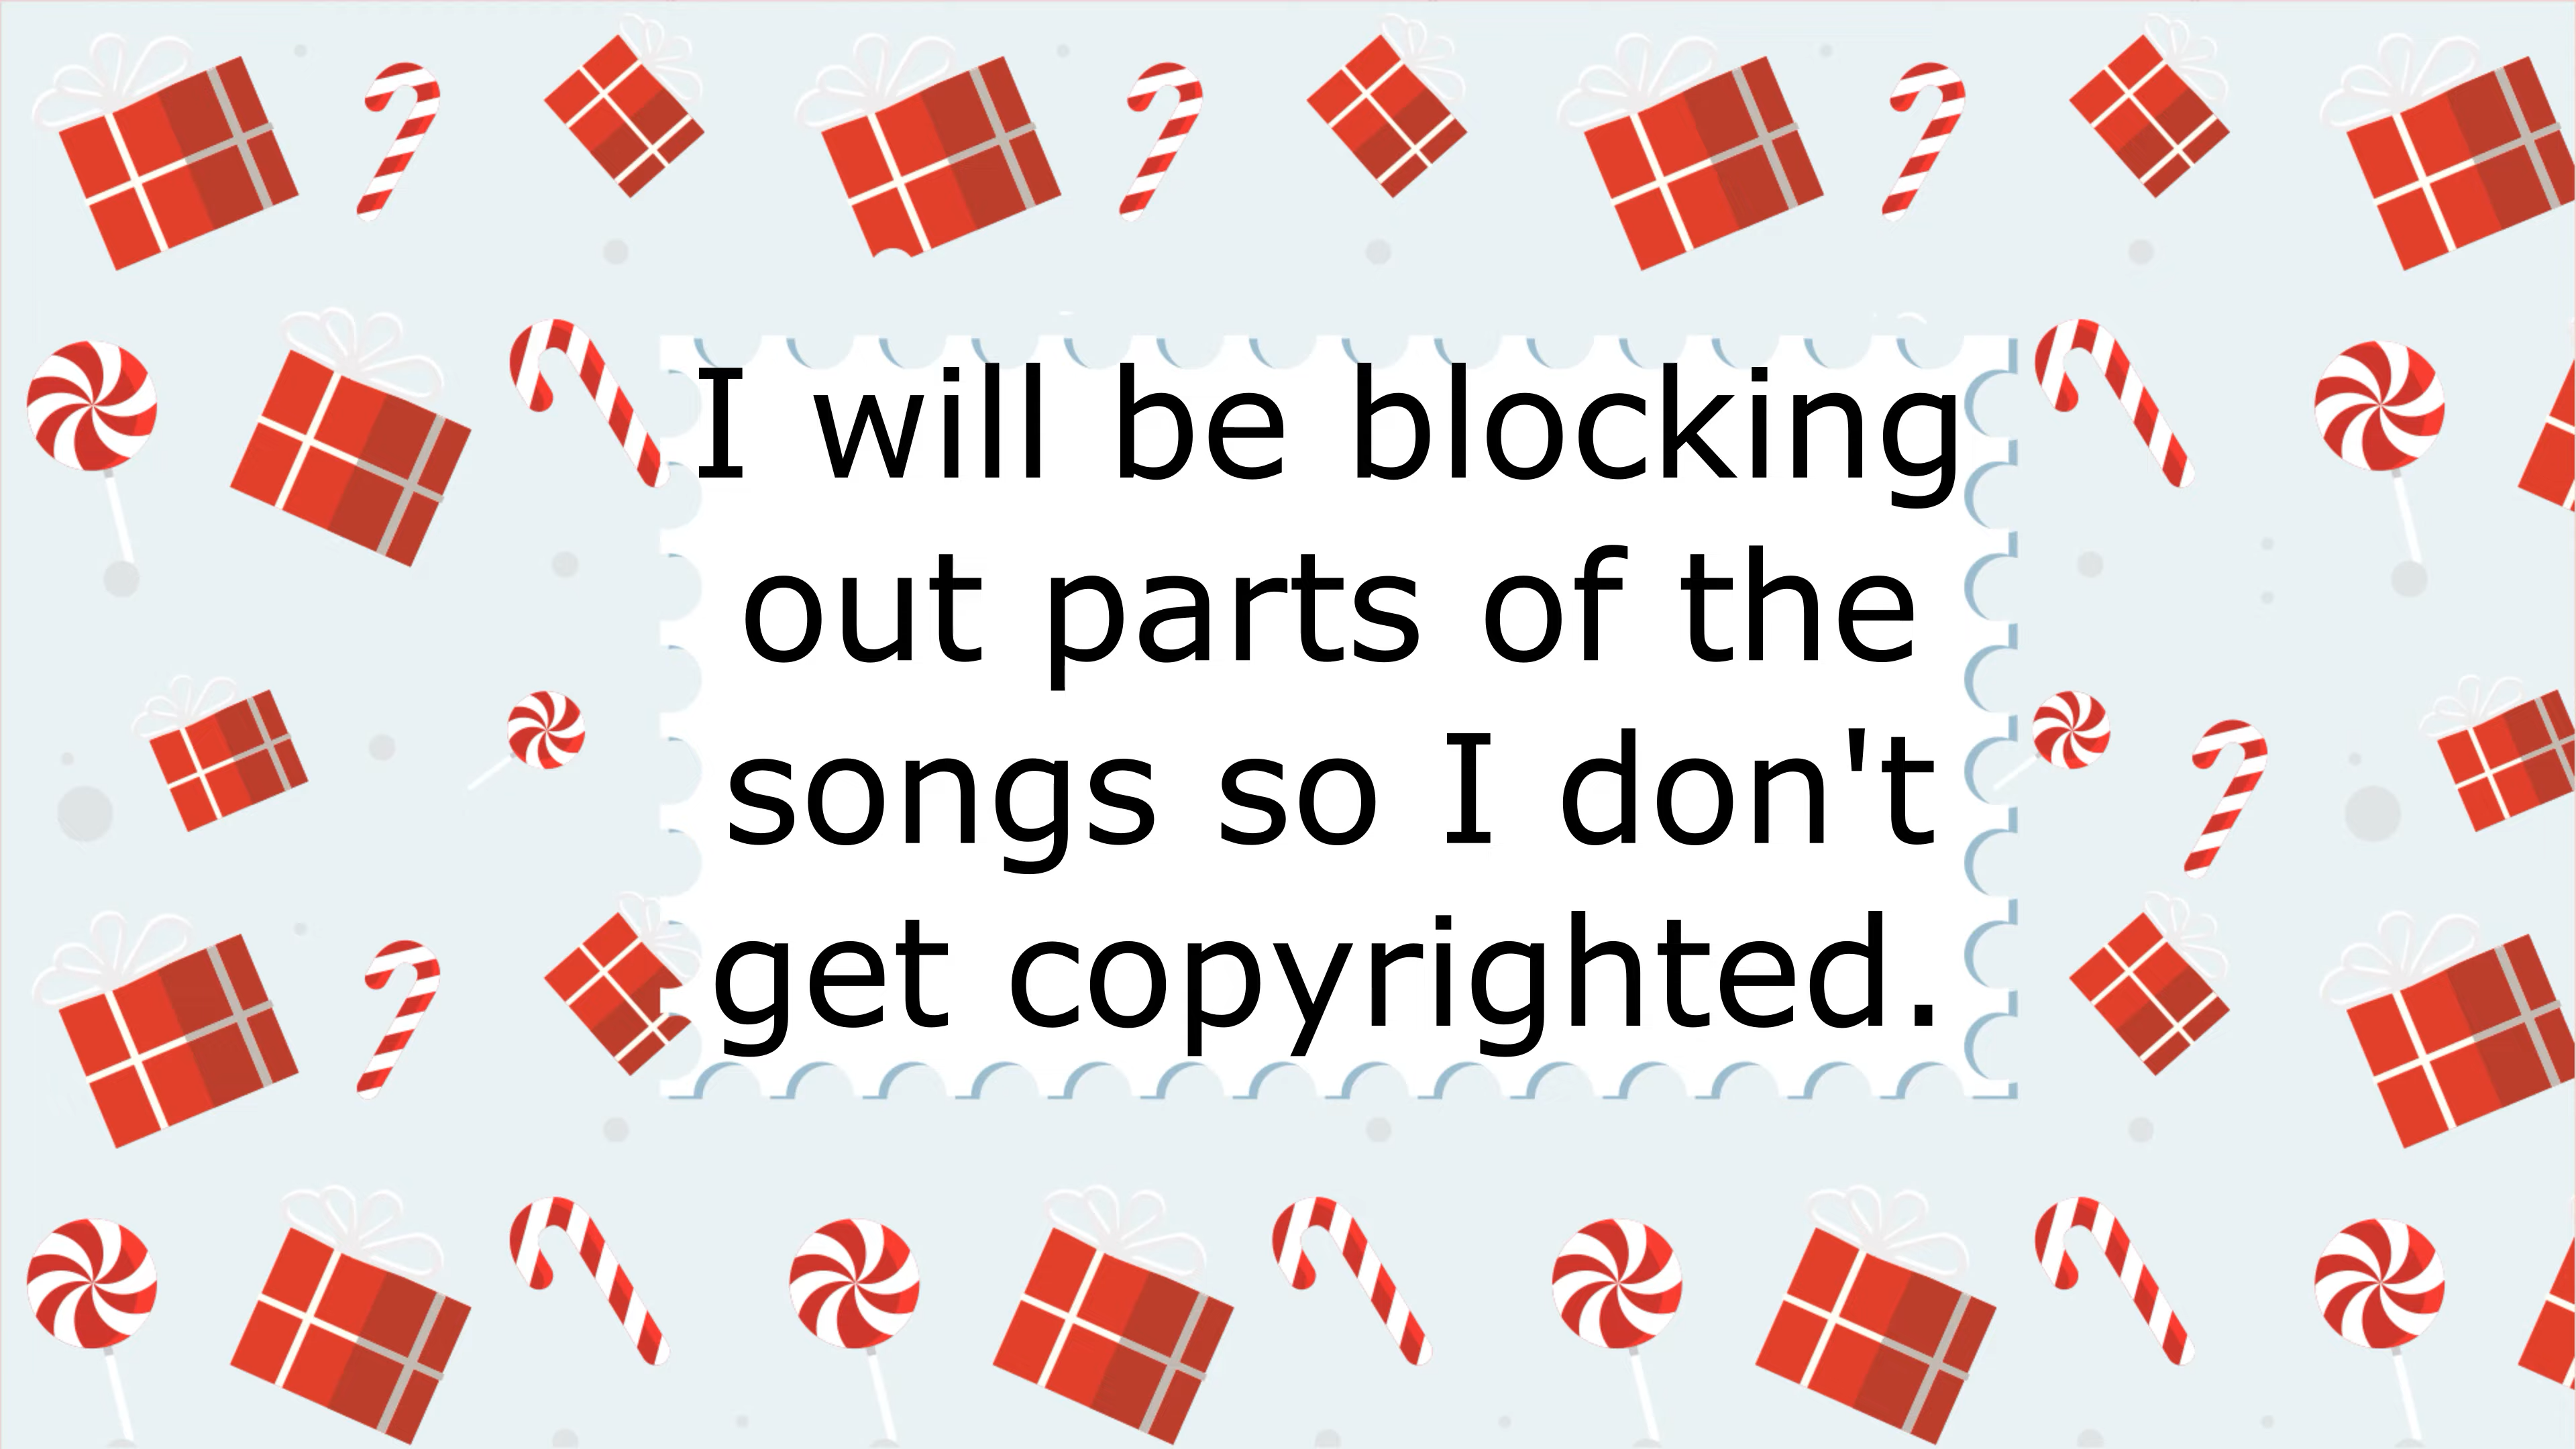 I will be blocking
out parts of the
songs so I don't
get copyrighted.